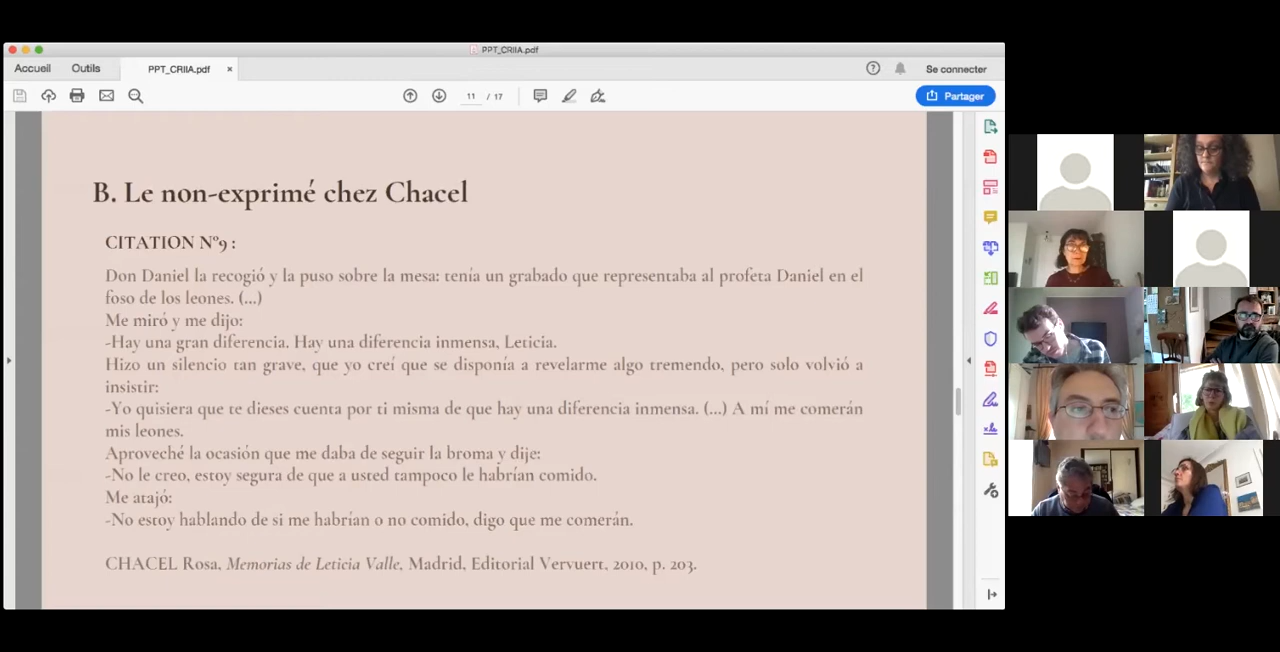 PPT_CRIIA.pdf
Accueil
Outils
PPT_CRIIA.pdf ×
Se connecter
11 / 17
Partager
B. Le non-exprimé chez Chacel
CITATION N°9 :
Don Daniel la recogió y la puso sobre la mesa: tenía un grabado que representaba al profeta Daniel en el
foso de los leones. (...)
Me miró y me dijo:
-Hay una gran diferencia. Hay una diferencia inmensa, Leticia.
Hizo un silencio tan grave, que yo creí que se disponía a revelarme algo tremendo, pero solo volvió a
insistir:
-Yo quisiera que te dieses cuenta por ti misma de que hay una diferencia inmensa. (...) A mí me comerán
mis leones.
Aproveché la ocasión que me daba de seguir la broma y dije:
-No le creo, estoy segura de que a usted tampoco le habrían comido.
Me atajó:
-No estoy hablando de si me habrían o no comido, digo que me comerán.
CHACEL Rosa, Memorias de Leticia Valle, Madrid, Editorial Vervuert, 2010, p. 203.